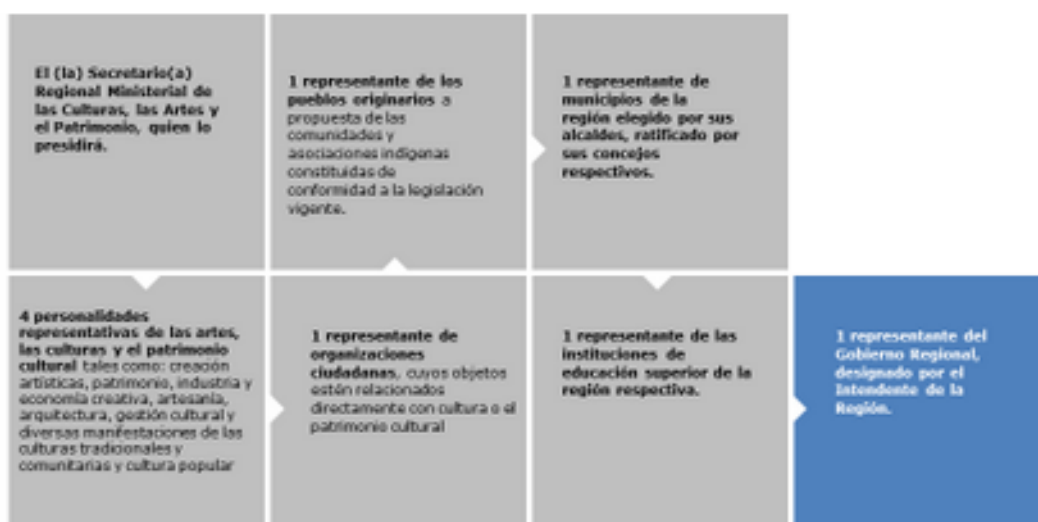 El (la) Secretario(a)
Regional Ministerial de
las Culturas, las Artes y
el Patrimonio, quien lo
presidirá.
4 personalidades
representativas de las artes,
las culturas y el patrimonio
cultural tales como: creación
artísticas, patrimonio, industria y
economía creativa, artesanía,
arquitectura, gestión cultural y
diversas manifestaciones de las
culturas tradicionales y
comunitarias y cultura popular
1 representante de
organizaciones
ciudadanas, cuyos objetos
estén relacionados
directamente con cultura o el
patrimonio cultural
1 representante de los
pueblos originarios a
propuesta de las
comunidades y
asociaciones indígenas
constituidas de
conformidad a la legislación
vigente.
1 representante de
municipios de la
región elegido por sus
alcaldes, ratificado por
sus concejos
respectivos.
1 representante de las
instituciones de
educación superior de la
región respectiva.
1 representante del
Gobierno Regional,
designado por el
Intendente de la
Región.